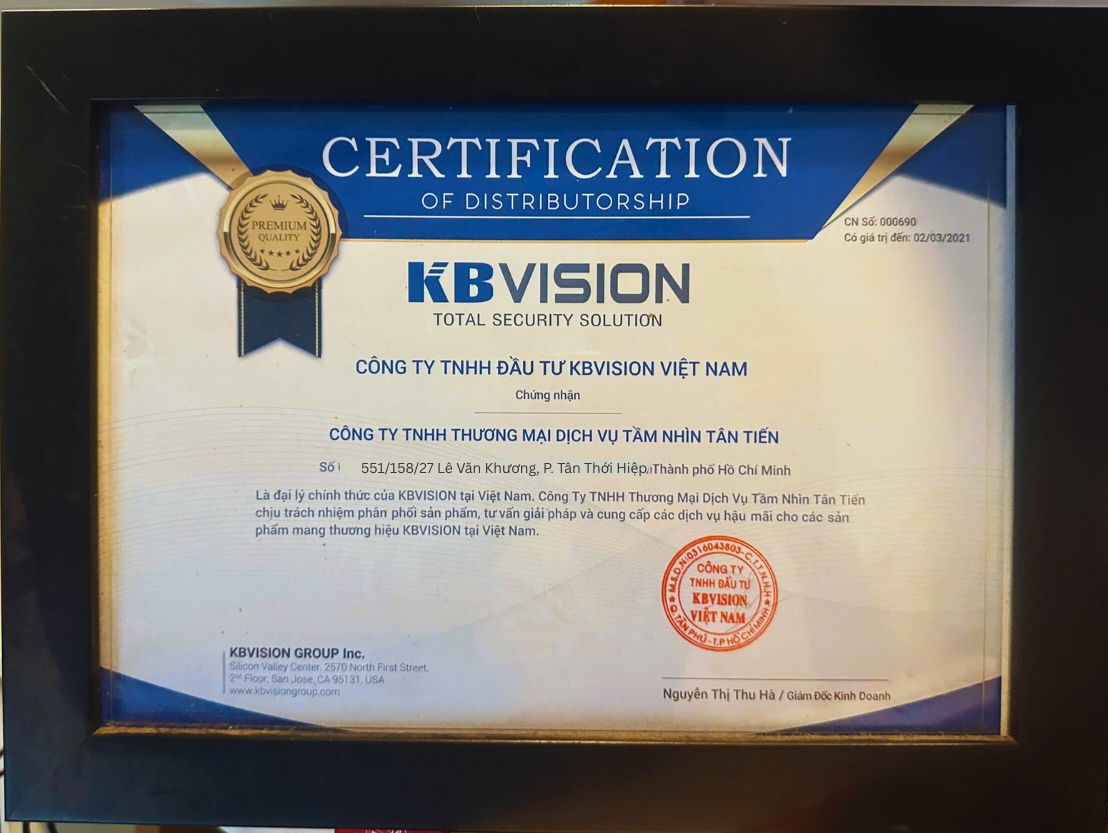 CERTIFICATION
OF DISTRIBUTORSHIP
PREMIUM
QUALITY
CN Số: 000690
Có giá trị đến: 02/03/2021
KBVISION
TOTAL SECURITY SOLUTION
CÔNG TY TNHH ĐẦU TƯ KBVISION VIỆT NAM
Chứng nhận
CÔNG TY TNHH THƯƠNG MẠI DỊCH VỤ TẦM NHÌN TÂN TIẾN
Số 551/158/27 Lê Văn Khương, P. Tân Thới Hiệp, Thành phố Hồ Chí Minh
Là đại lý chính thức của KBVISION tại Việt Nam. Công Ty TNHH Thương Mại Dịch Vụ Tầm Nhìn Tân Tiến
chịu trách nhiệm phân phối sản phẩm, tư vấn giải pháp và cung cấp các dịch vụ hậu mãi cho các sản
phẩm mang thương hiệu KBVISION tại Việt Nam.
M.S.D.N:0316043803-C.T.T.N.H.H
CÔNG TY
TNHH ĐẦU TƯ
KBVISION
VIỆT NAM
Q. TÂN PHÚ - T.P HỒ CHÍ MINH
KBVISION GROUP Inc.
Silicon Valley Center, 2570 North First Street,
2nd Floor, San Jose, CA 95131, USA
www.kbvisiongroup.com
Nguyễn Thị Thu Hà / Giám Đốc Kinh Doanh